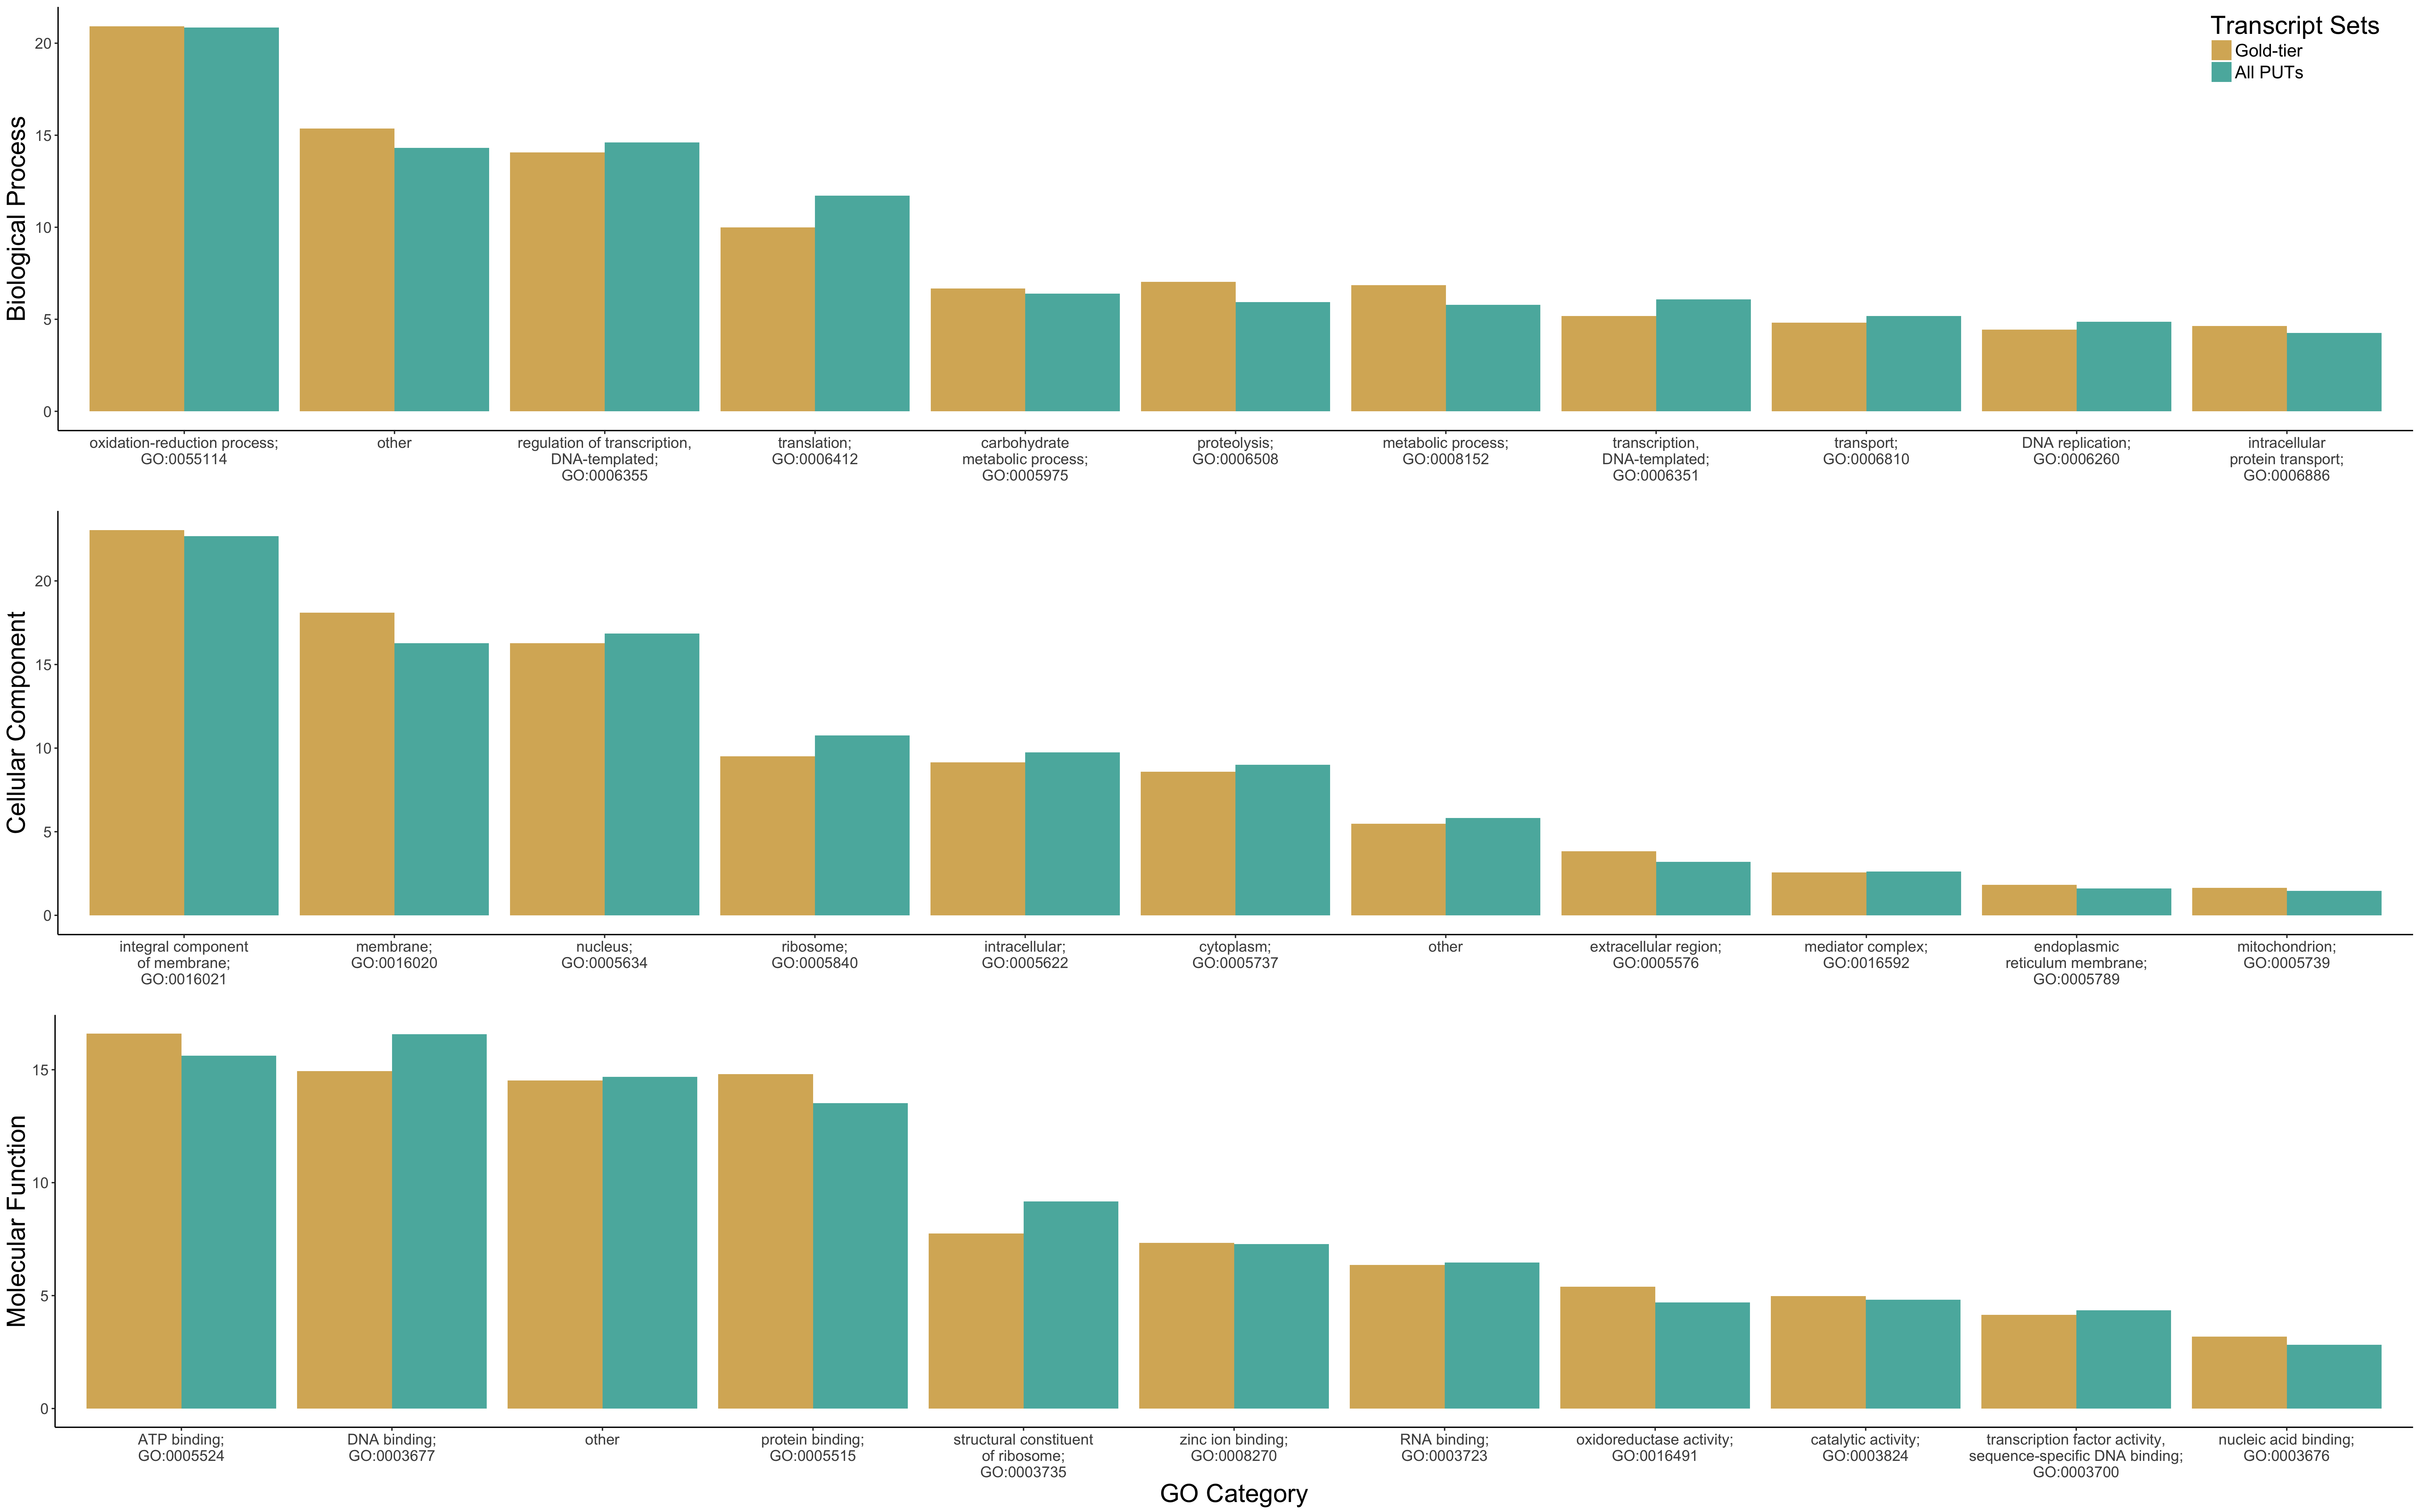 Transcript Sets
Gold-tier
All PUTs
Biological Process
20
15
10
5
0
oxidation-reduction process;
GO:0055114
other
regulation of transcription,
DNA-templated;
GO:0006355
translation;
GO:0006412
carbohydrate
metabolic process;
GO:0005975
proteolysis;
GO:0006508
metabolic process;
GO:0008152
transcription,
DNA-templated;
GO:0006351
transport;
GO:0006810
DNA replication;
GO:0006260
intracellular
protein transport;
GO:0006886
Cellular Component
20
15
10
5
0
integral component
of membrane;
GO:0016021
membrane;
GO:0016020
nucleus;
GO:0005634
ribosome;
GO:0005840
intracellular;
GO:0005622
cytoplasm;
GO:0005737
other
extracellular region;
GO:0005576
mediator complex;
GO:0016592
endoplasmic
reticulum membrane;
GO:0005789
mitochondrion;
GO:0005739
Molecular Function
15
10
5
0
ATP binding;
GO:0005524
DNA binding;
GO:0003677
other
protein binding;
GO:0005515
structural constituent
of ribosome;
GO:0003735
zinc ion binding;
GO:0008270
RNA binding;
GO:0003723
oxidoreductase activity;
GO:0016491
catalytic activity;
GO:0003824
transcription factor activity,
sequence-specific DNA binding;
GO:0003700
nucleic acid binding;
GO:0003676
GO Category